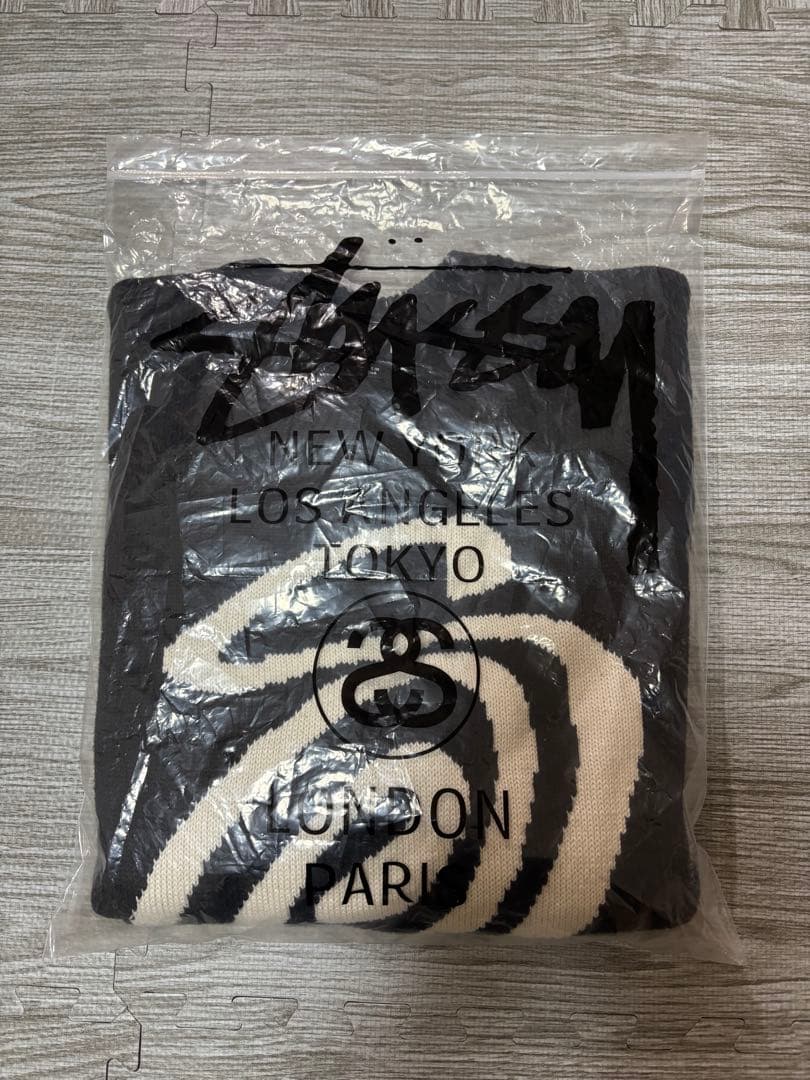 Stüssy
NEW YORK
LOS ANGELES
TOKYO
LONDON
PARIS